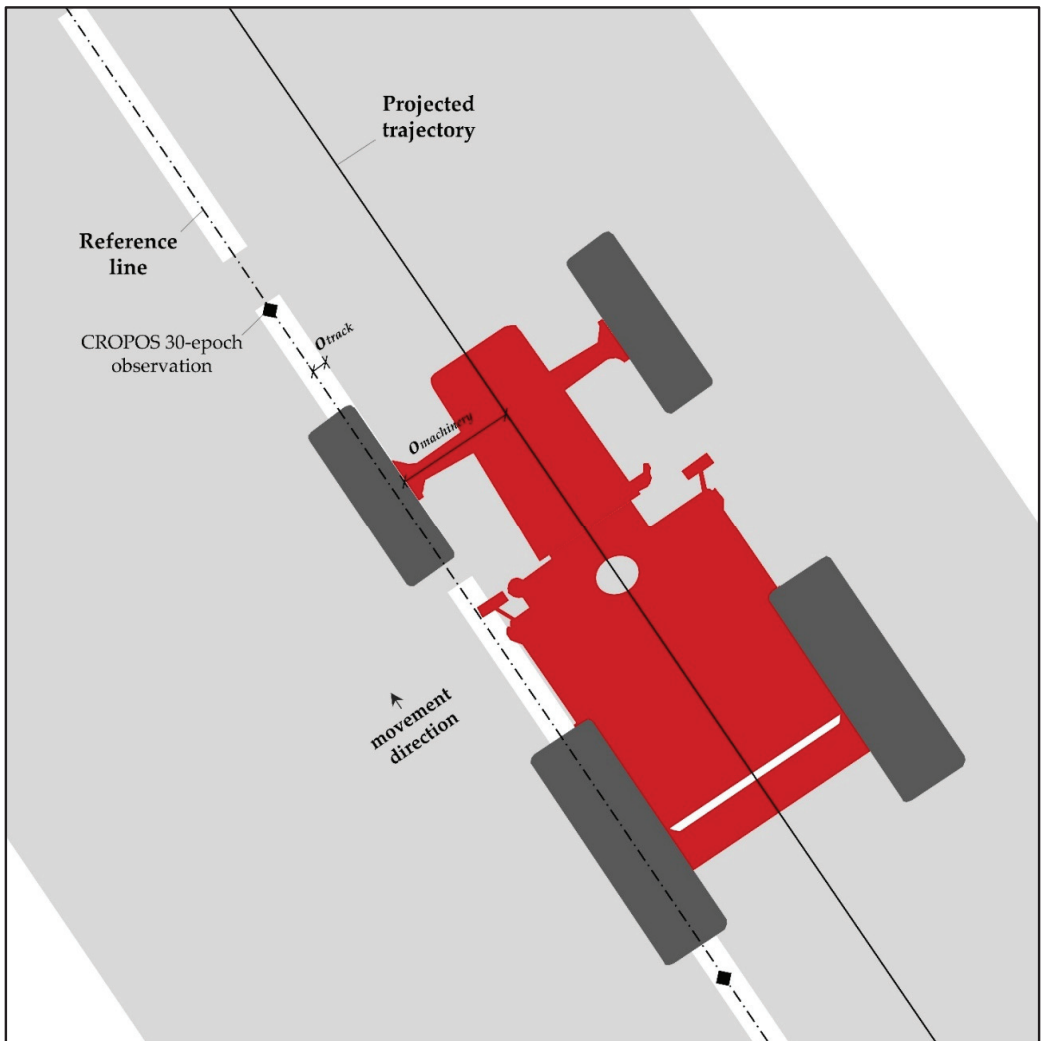 Projected
trajectory
Reference
line
CROPOS 30-epoch
observation
Otrack
Omachinery
movement
direction